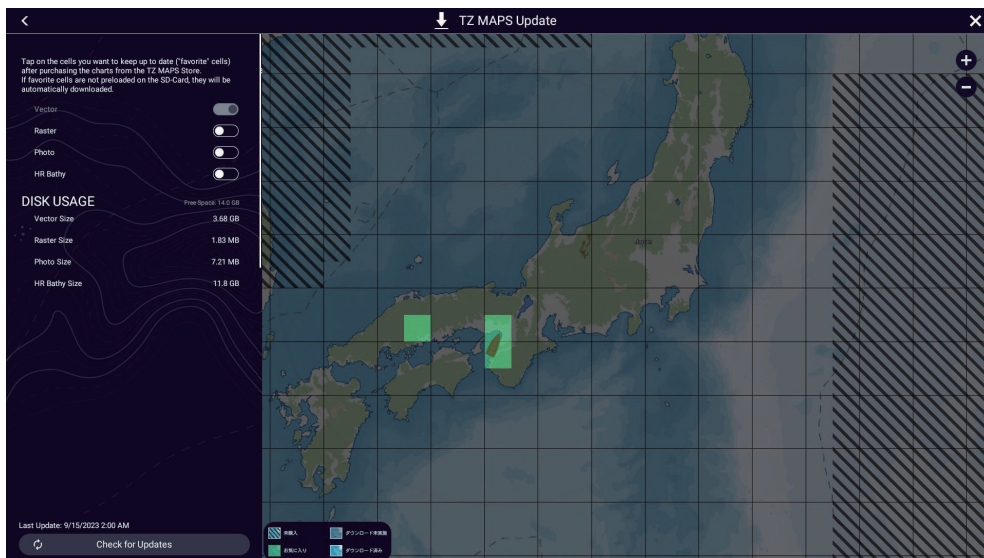 TZ MAPS Update
Tap on the cells you want to keep up to date ("favorite" cells)
after purchasing the charts from the TZ MAPS Store.
If favorite cells are not preloaded on the SD-Card, they will be
automatically downloaded.
Vector
Raster
Photo
HR Bathy
DISK USAGE
Free Space: 14.0 GB
Vector Size
3.68 GB
Raster Size
1.83 MB
Photo Size
7.21 MB
HR Bathy Size
11.8 GB
Last Update: 9/15/2023 2:00 AM
Check for Updates
未購入
ダウンロード未実施
お気に入り
ダウンロード済み